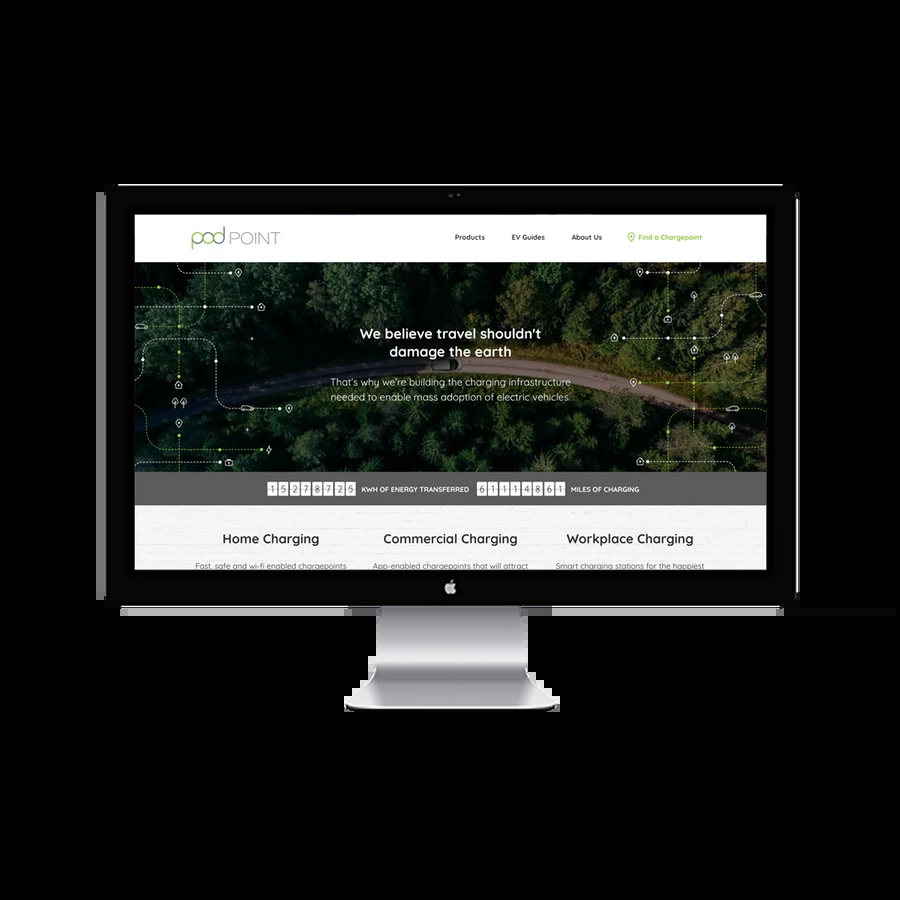 pod POINT
Products EV Guides About Us Find a Chargepoint
We believe travel shouldn't
damage the earth
That's why we're building the charging infrastructure
needed to enable mass adoption of electric vehicles.
15278725 KWH OF ENERGY TRANSFERRED 61114861 MILES OF CHARGING
Home Charging Commercial Charging Workplace Charging
Fast, safe and wi-fi enabled chargepoints App-enabled chargepoints that will attract Smart charging stations for the happiest